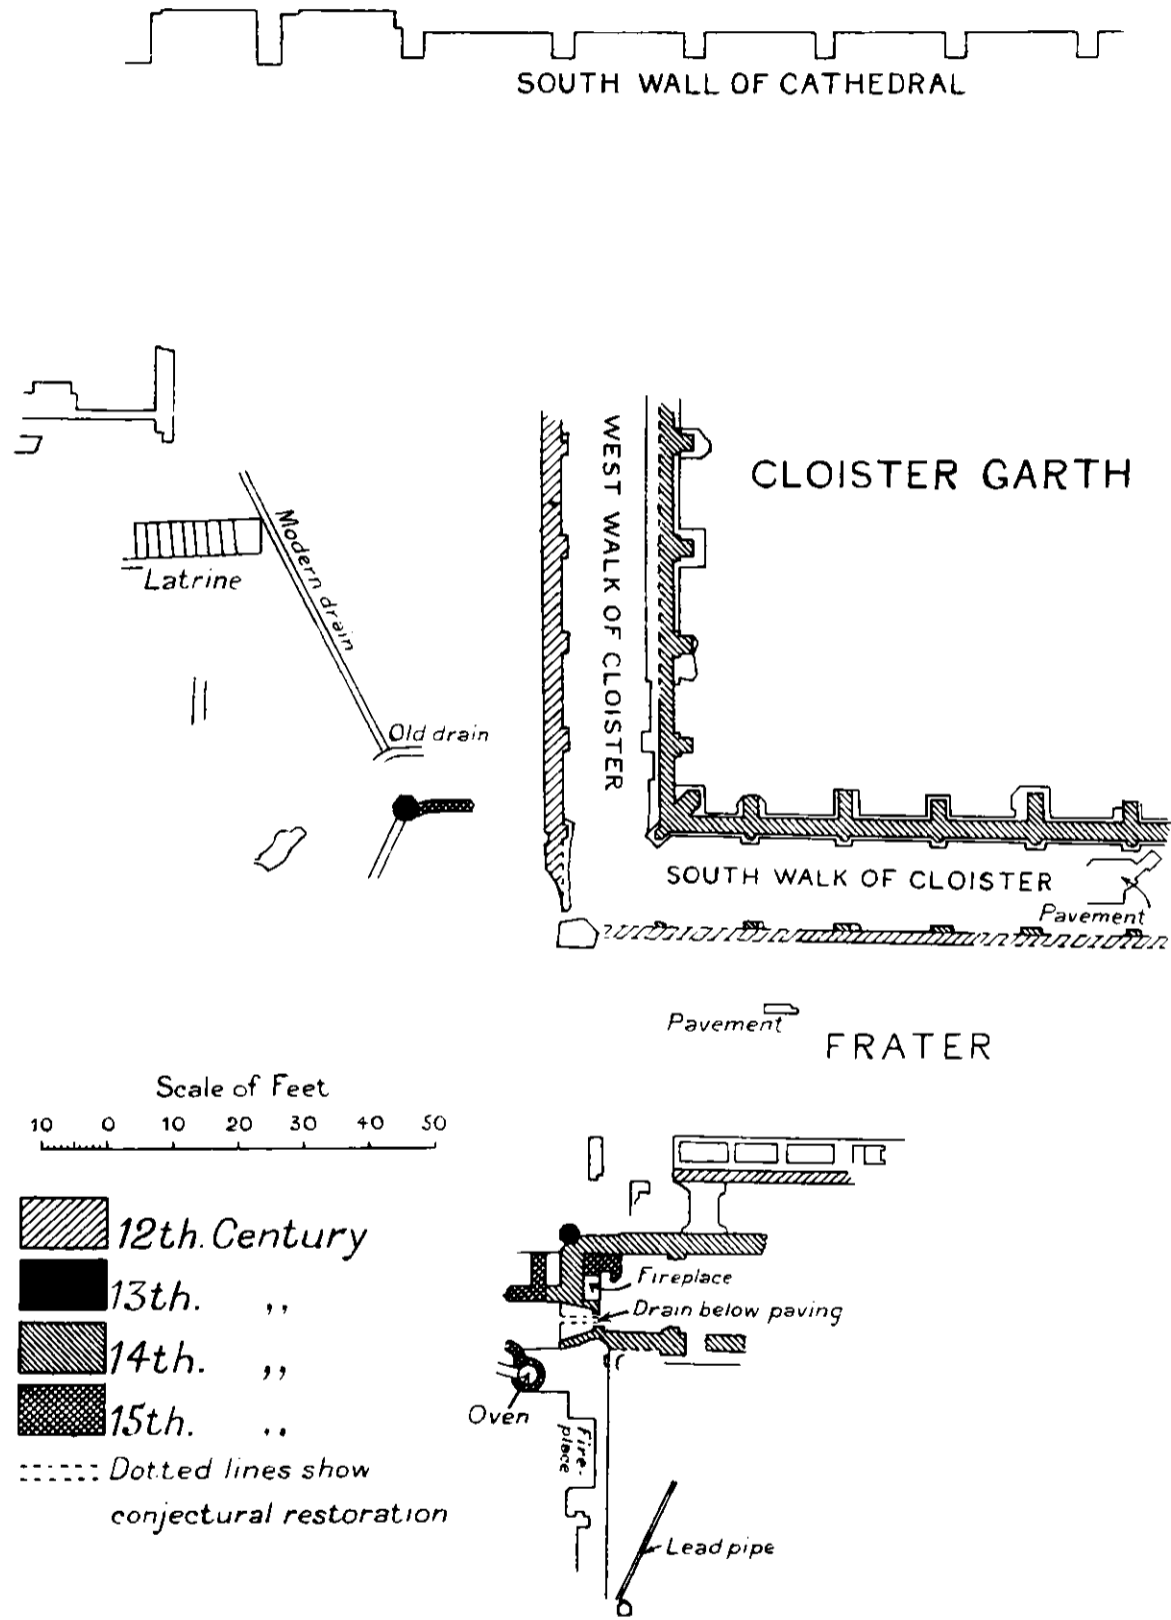 SOUTH WALL OF CATHEDRAL
WEST WALK OF CLOISTER
CLOISTER GARTH
Modern drain
Latrine
Old drain
SOUTH WALK OF CLOISTER
Pavement
Pavement
FRATER
Scale of Feet
10 0 10 20 30 40 50
12th. Century
13th. ,,
14th. ,,
15th. ..
Dotted lines show
conjectural restoration
Fireplace
Drain below paving
Oven
Fire-
place
Lead pipe